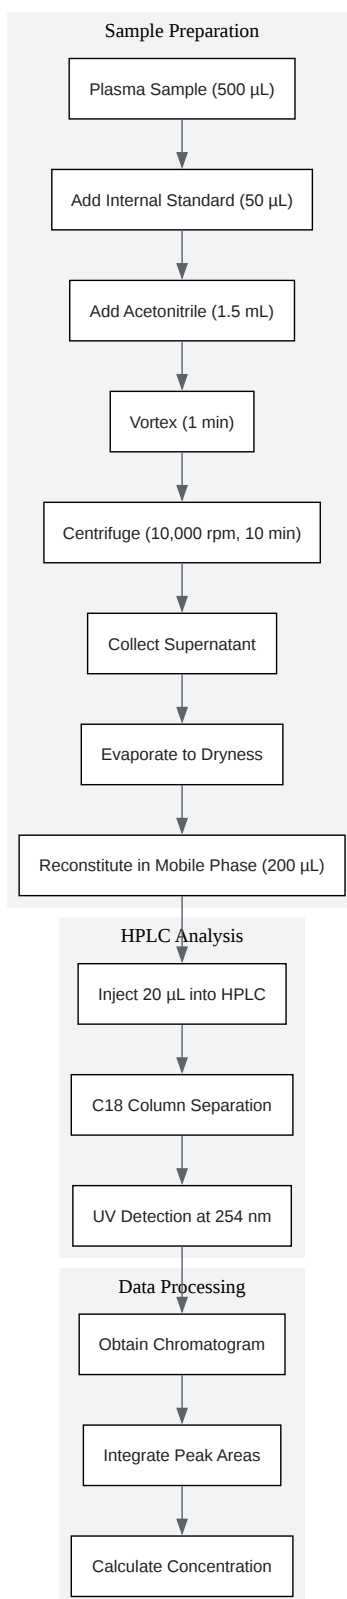 Sample Preparation
Plasma Sample (500 µL)
Add Internal Standard (50 µL)
Add Acetonitrile (1.5 mL)
Vortex (1 min)
Centrifuge (10,000 rpm, 10 min)
Collect Supernatant
Evaporate to Dryness
Reconstitute in Mobile Phase (200 µL)
HPLC Analysis
Inject 20 µL into HPLC
C18 Column Separation
UV Detection at 254 nm
Data Processing
Obtain Chromatogram
Integrate Peak Areas
Calculate Concentration